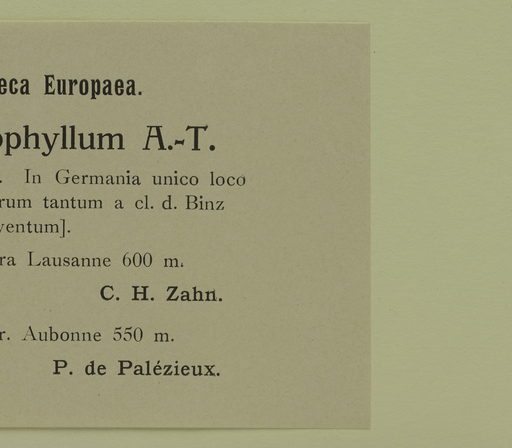 eca Europaea.
ophyllum A.-T.
. In Germania unico loco
rum tantum a cl. d. Binz
ventum].
ra Lausanne 600 m.
C. H. Zahn.
r. Aubonne 550 m.
P. de Palézieux.